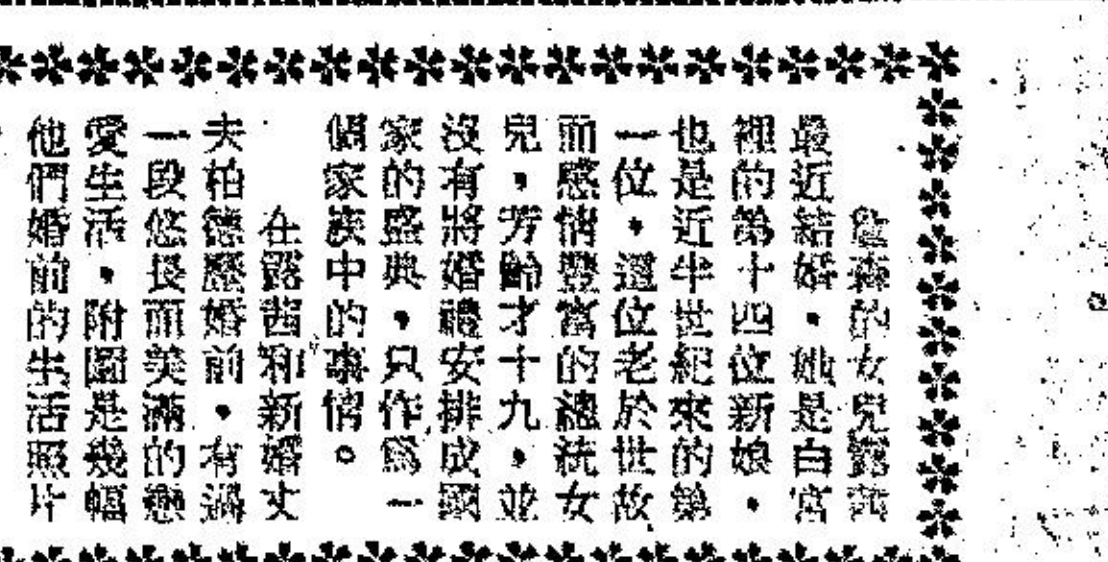 詹森的女兒露茜
最近結婚,她是白宮
裡的第十四位新娘,
也是近半世紀來的第
一位,這位老於世故
而感情豐富的總統女
兒,芳齡才十九,並
沒有將婚禮安排成國
家的盛典,只作爲一
個家族中的事情。
在露茜和新婚丈
夫柏德歷婚前,有過
一段悠長而美滿的戀
愛生活,附圖是幾幅
他們婚前的生活照片